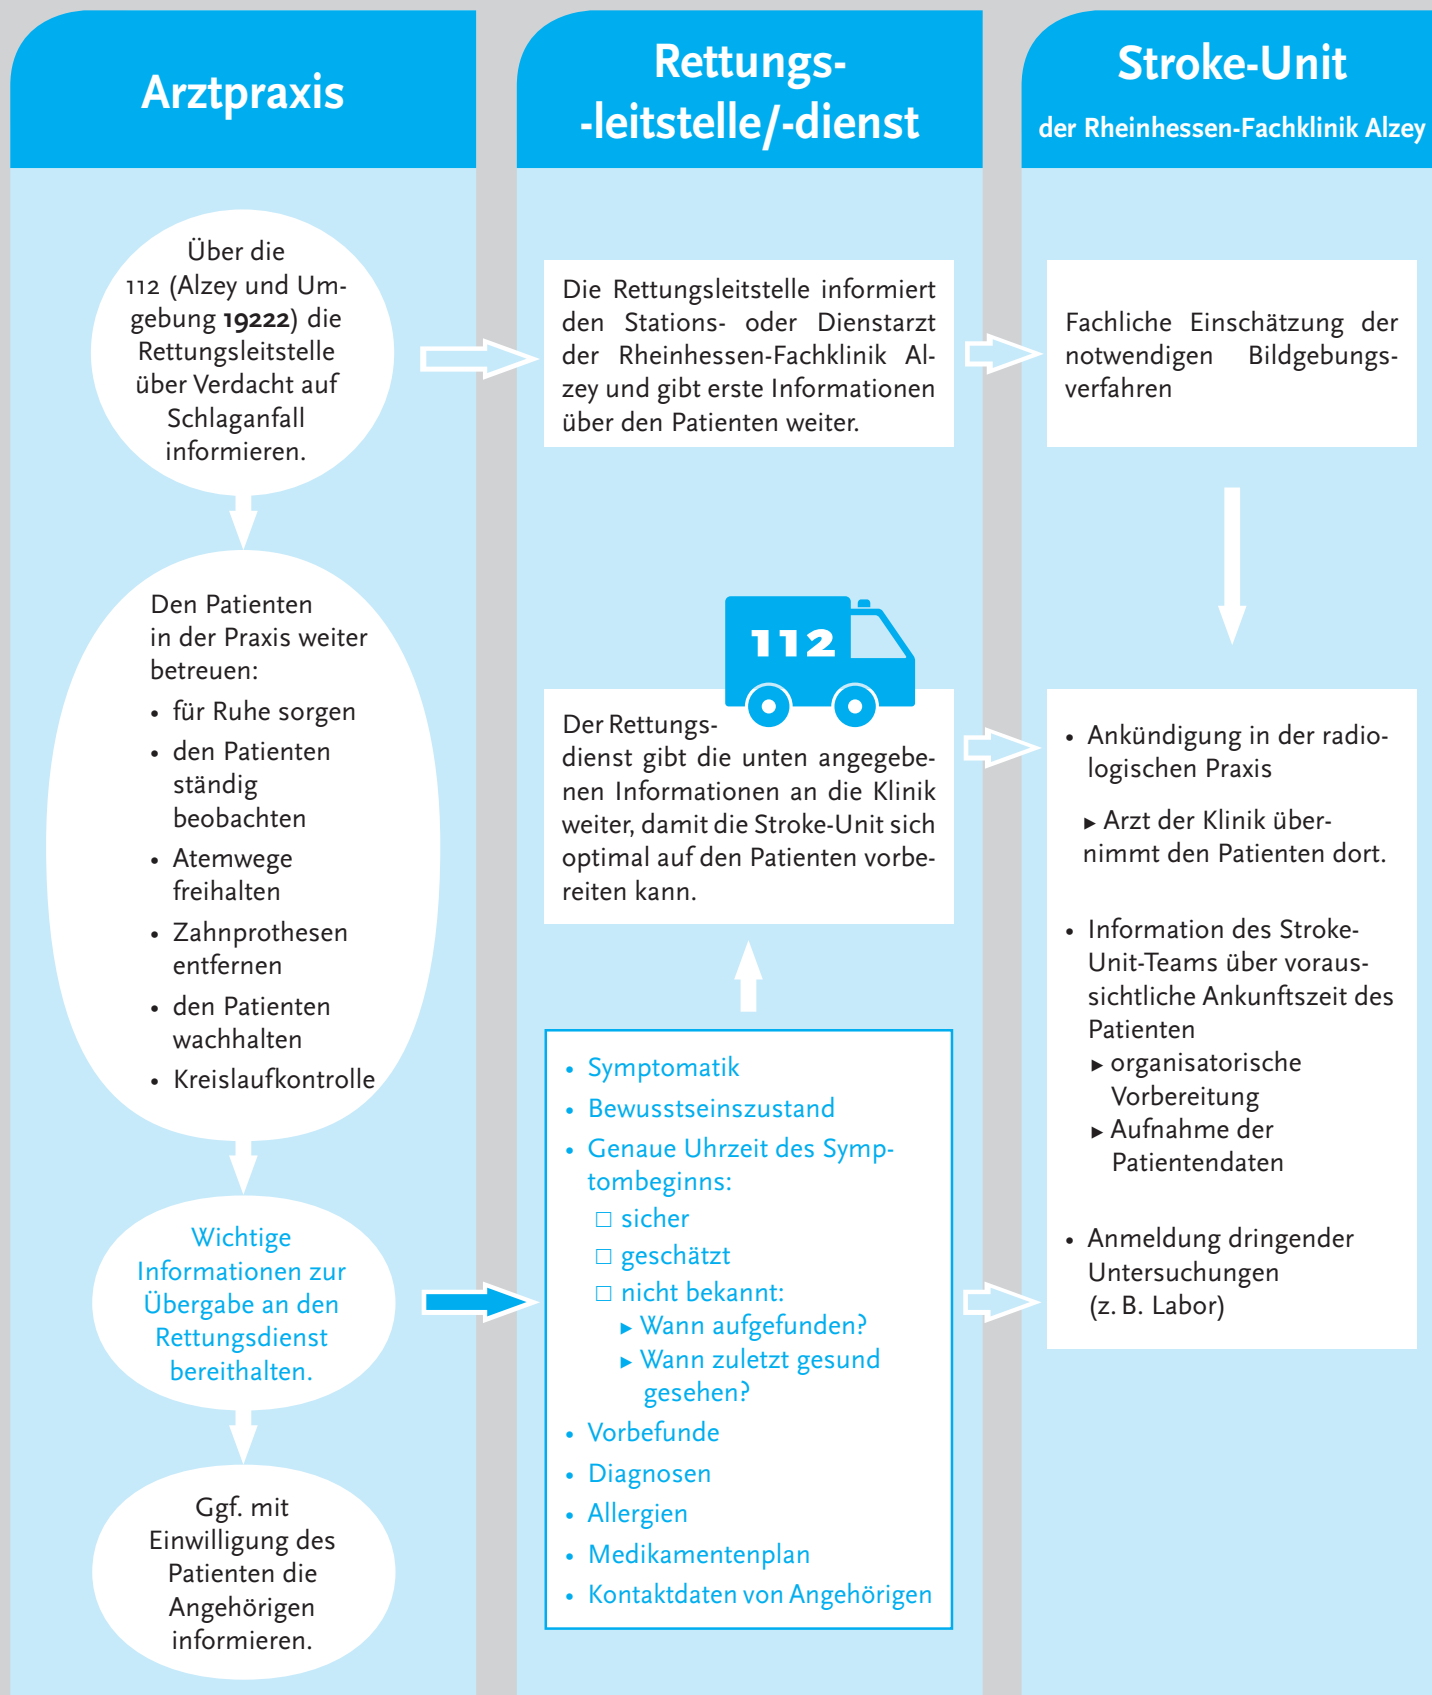 Arztpraxis
Über die
112 (Alzey und Um-
gebung 19222) die
Rettungsleitstelle
über Verdacht auf
Schlaganfall
informieren.
Den Patienten
in der Praxis weiter
betreuen:
• für Ruhe sorgen
• den Patienten
ständig
beobachten
• Atemwege
freihalten
• Zahnprothesen
entfernen
• den Patienten
wachhalten
• Kreislaufkontrolle
Wichtige
Informationen zur
Übergabe an den
Rettungsdienst
bereithalten.
Ggf. mit
Einwilligung des
Patienten die
Angehörigen
informieren.
Rettungs-
-leitstelle/-dienst
Die Rettungsleitstelle informiert
den Stations- oder Dienstarzt
der Rheinhessen-Fachklinik Al-
zey und gibt erste Informationen
über den Patienten weiter.
112
Der Rettungs-
dienst gibt die unten angegebe-
nen Informationen an die Klinik
weiter, damit die Stroke-Unit sich
optimal auf den Patienten vorbe-
reiten kann.
• Symptomatik
• Bewusstseinszustand
• Genaue Uhrzeit des Symp-
tombeginns:
□ sicher
□ geschätzt
□ nicht bekannt:
▸ Wann aufgefunden?
▸ Wann zuletzt gesund
gesehen?
• Vorbefunde
• Diagnosen
• Allergien
• Medikamentenplan
• Kontaktdaten von Angehörigen
Stroke-Unit
der Rheinhessen-Fachklinik Alzey
Fachliche Einschätzung der
notwendigen Bildgebungs-
verfahren
• Ankündigung in der radio-
logischen Praxis
▸ Arzt der Klinik über-
nimmt den Patienten dort.
• Information des Stroke-
Unit-Teams über voraus-
sichtliche Ankunftszeit des
Patienten
▸ organisatorische
Vorbereitung
▸ Aufnahme der
Patientendaten
• Anmeldung dringender
Untersuchungen
(z. B. Labor)